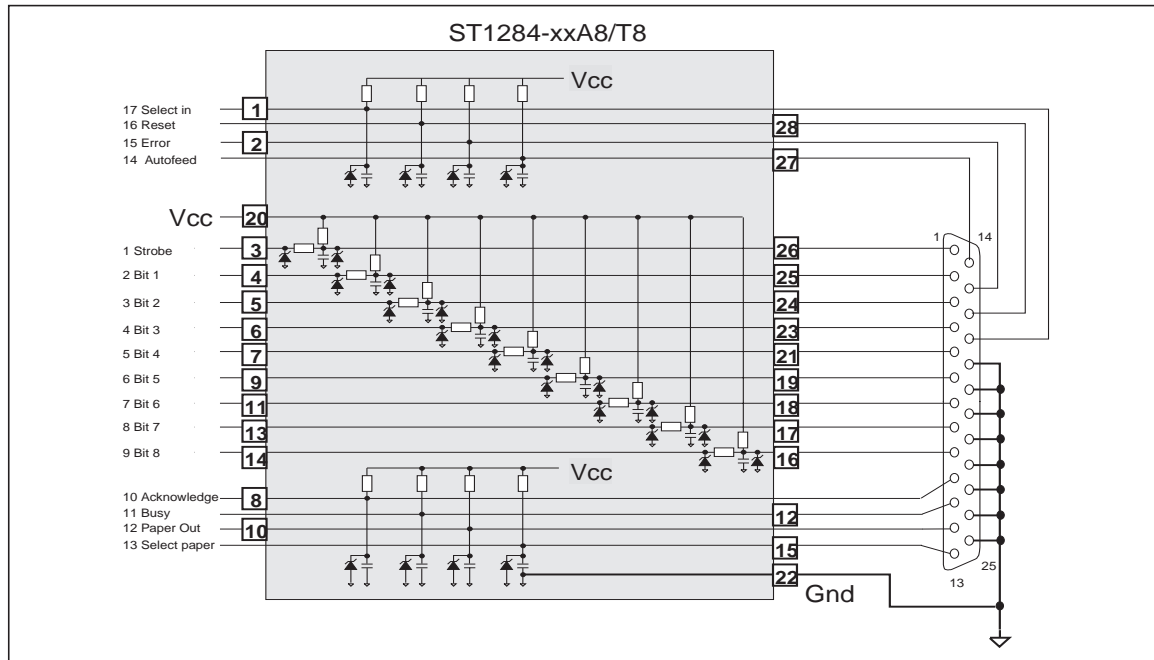 ST1284-xxA8/T8
Vcc
17 Select in
1
16 Reset
28
15 Error
2
14 Autofeed
27
Vcc
20
1 Strobe
3
26
1
14
2 Bit 1
4
25
3 Bit 2
5
24
4 Bit 3
6
23
5 Bit 4
7
21
6 Bit 5
9
19
7 Bit 6
11
18
8 Bit 7
13
17
9 Bit 8
14
16
Vcc
10 Acknowledge
8
11 Busy
12
12 Paper Out
10
13 Select paper
15
25
13
22
Gnd